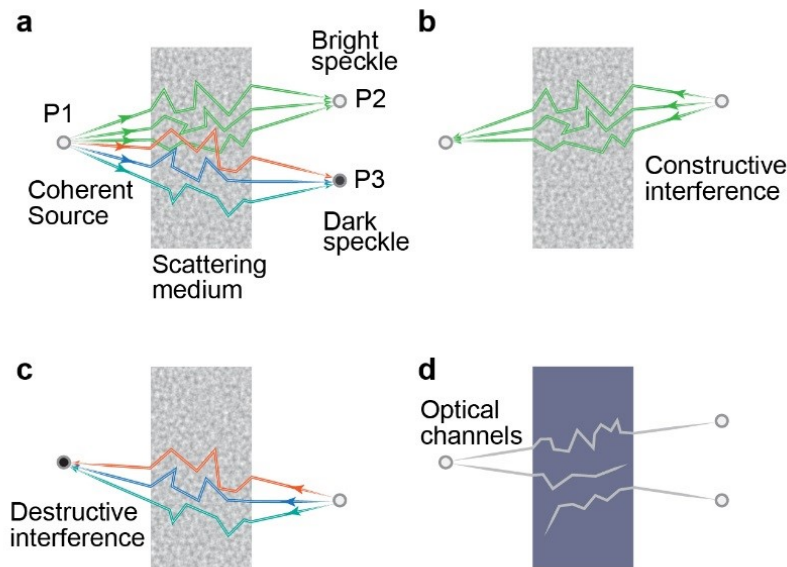 a
Bright
speckle
P1
P2
Coherent
Source
P3
Dark
speckle
Scattering
medium
b
Constructive
interference
c
Destructive
interference
d
Optical
channels